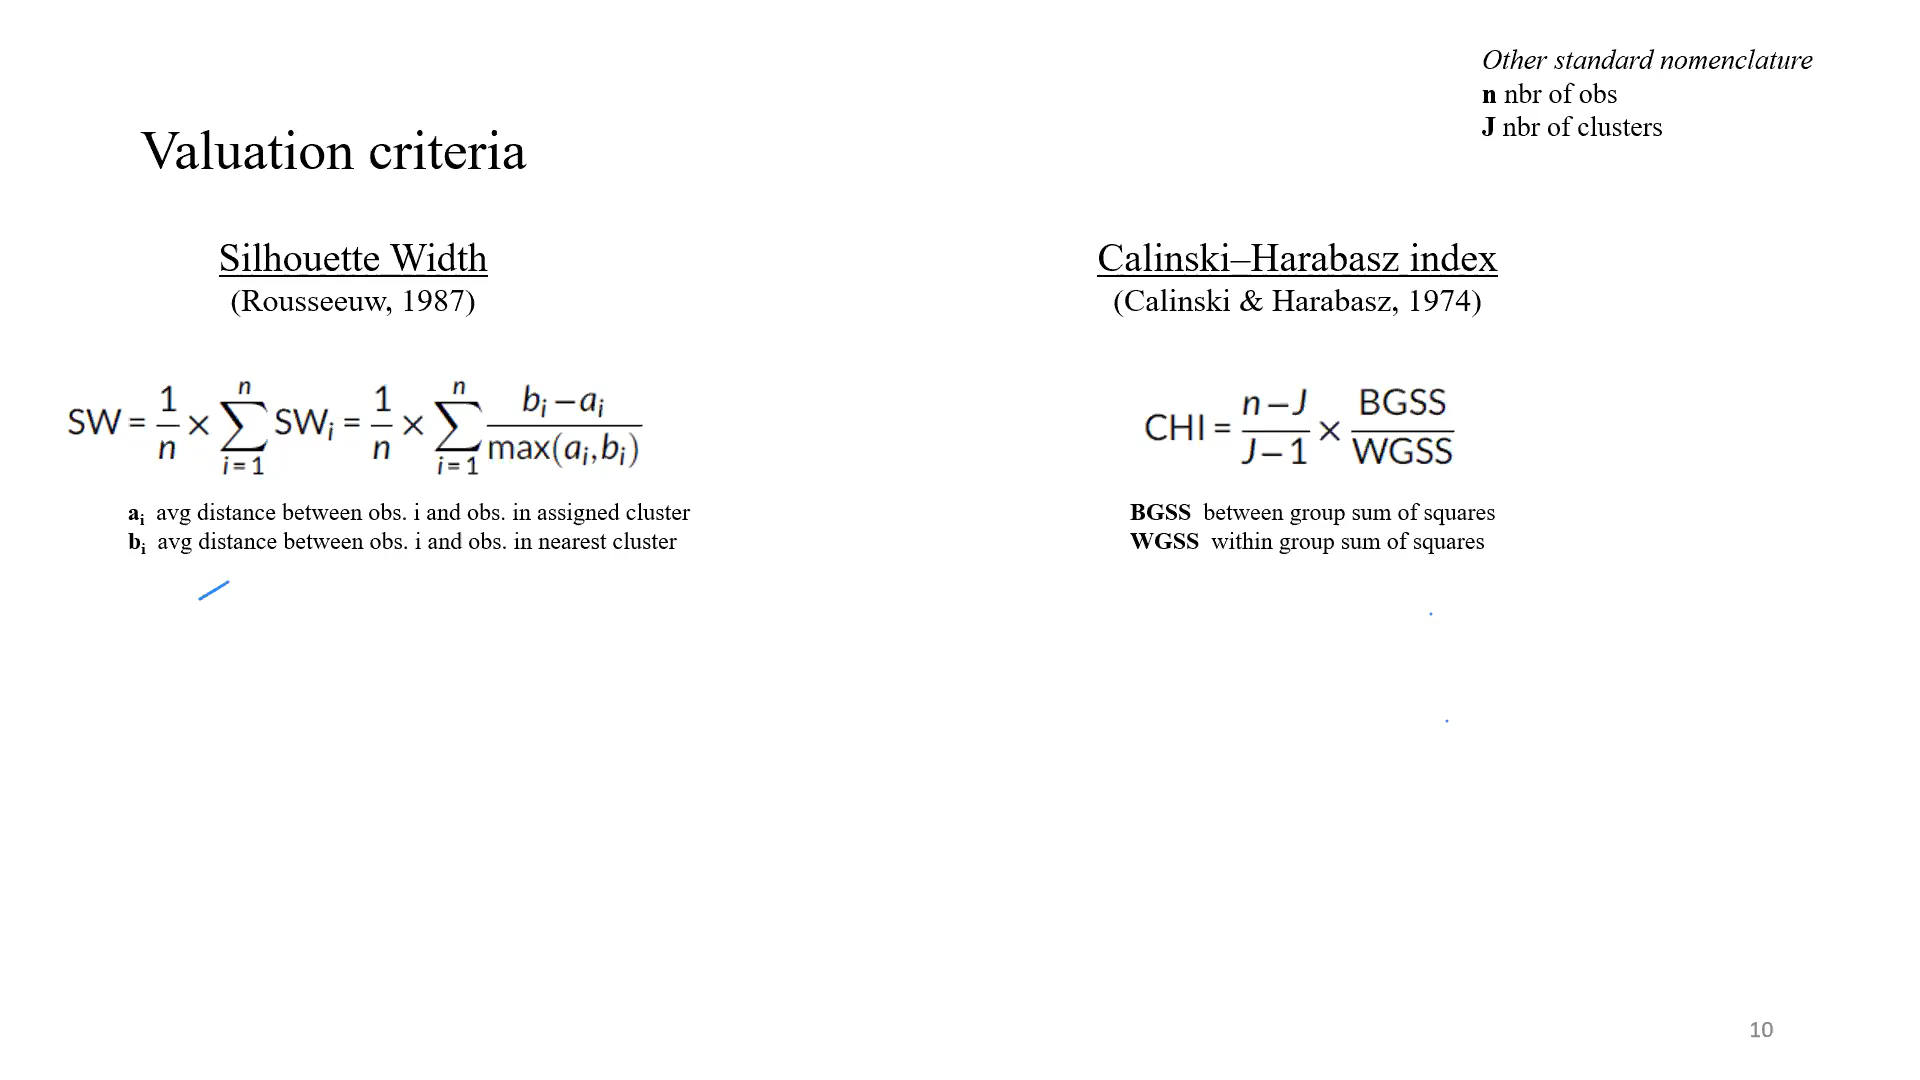 Other standard nomenclature
n nbr of obs
J nbr of clusters
Valuation criteria
Silhouette Width
(Rousseeuw, 1987)
SW = 1/n × ∑_{i=1}^{n} SW_i = 1/n × ∑_{i=1}^{n} (b_i – a_i)/max(a_i,b_i)
a_i avg distance between obs. i and obs. in assigned cluster
b_i avg distance between obs. i and obs. in nearest cluster
Calinski–Harabasz index
(Calinski & Harabasz, 1974)
CHI = (n – J)/(J – 1) × BGSS/WGSS
BGSS between group sum of squares
WGSS within group sum of squares
10